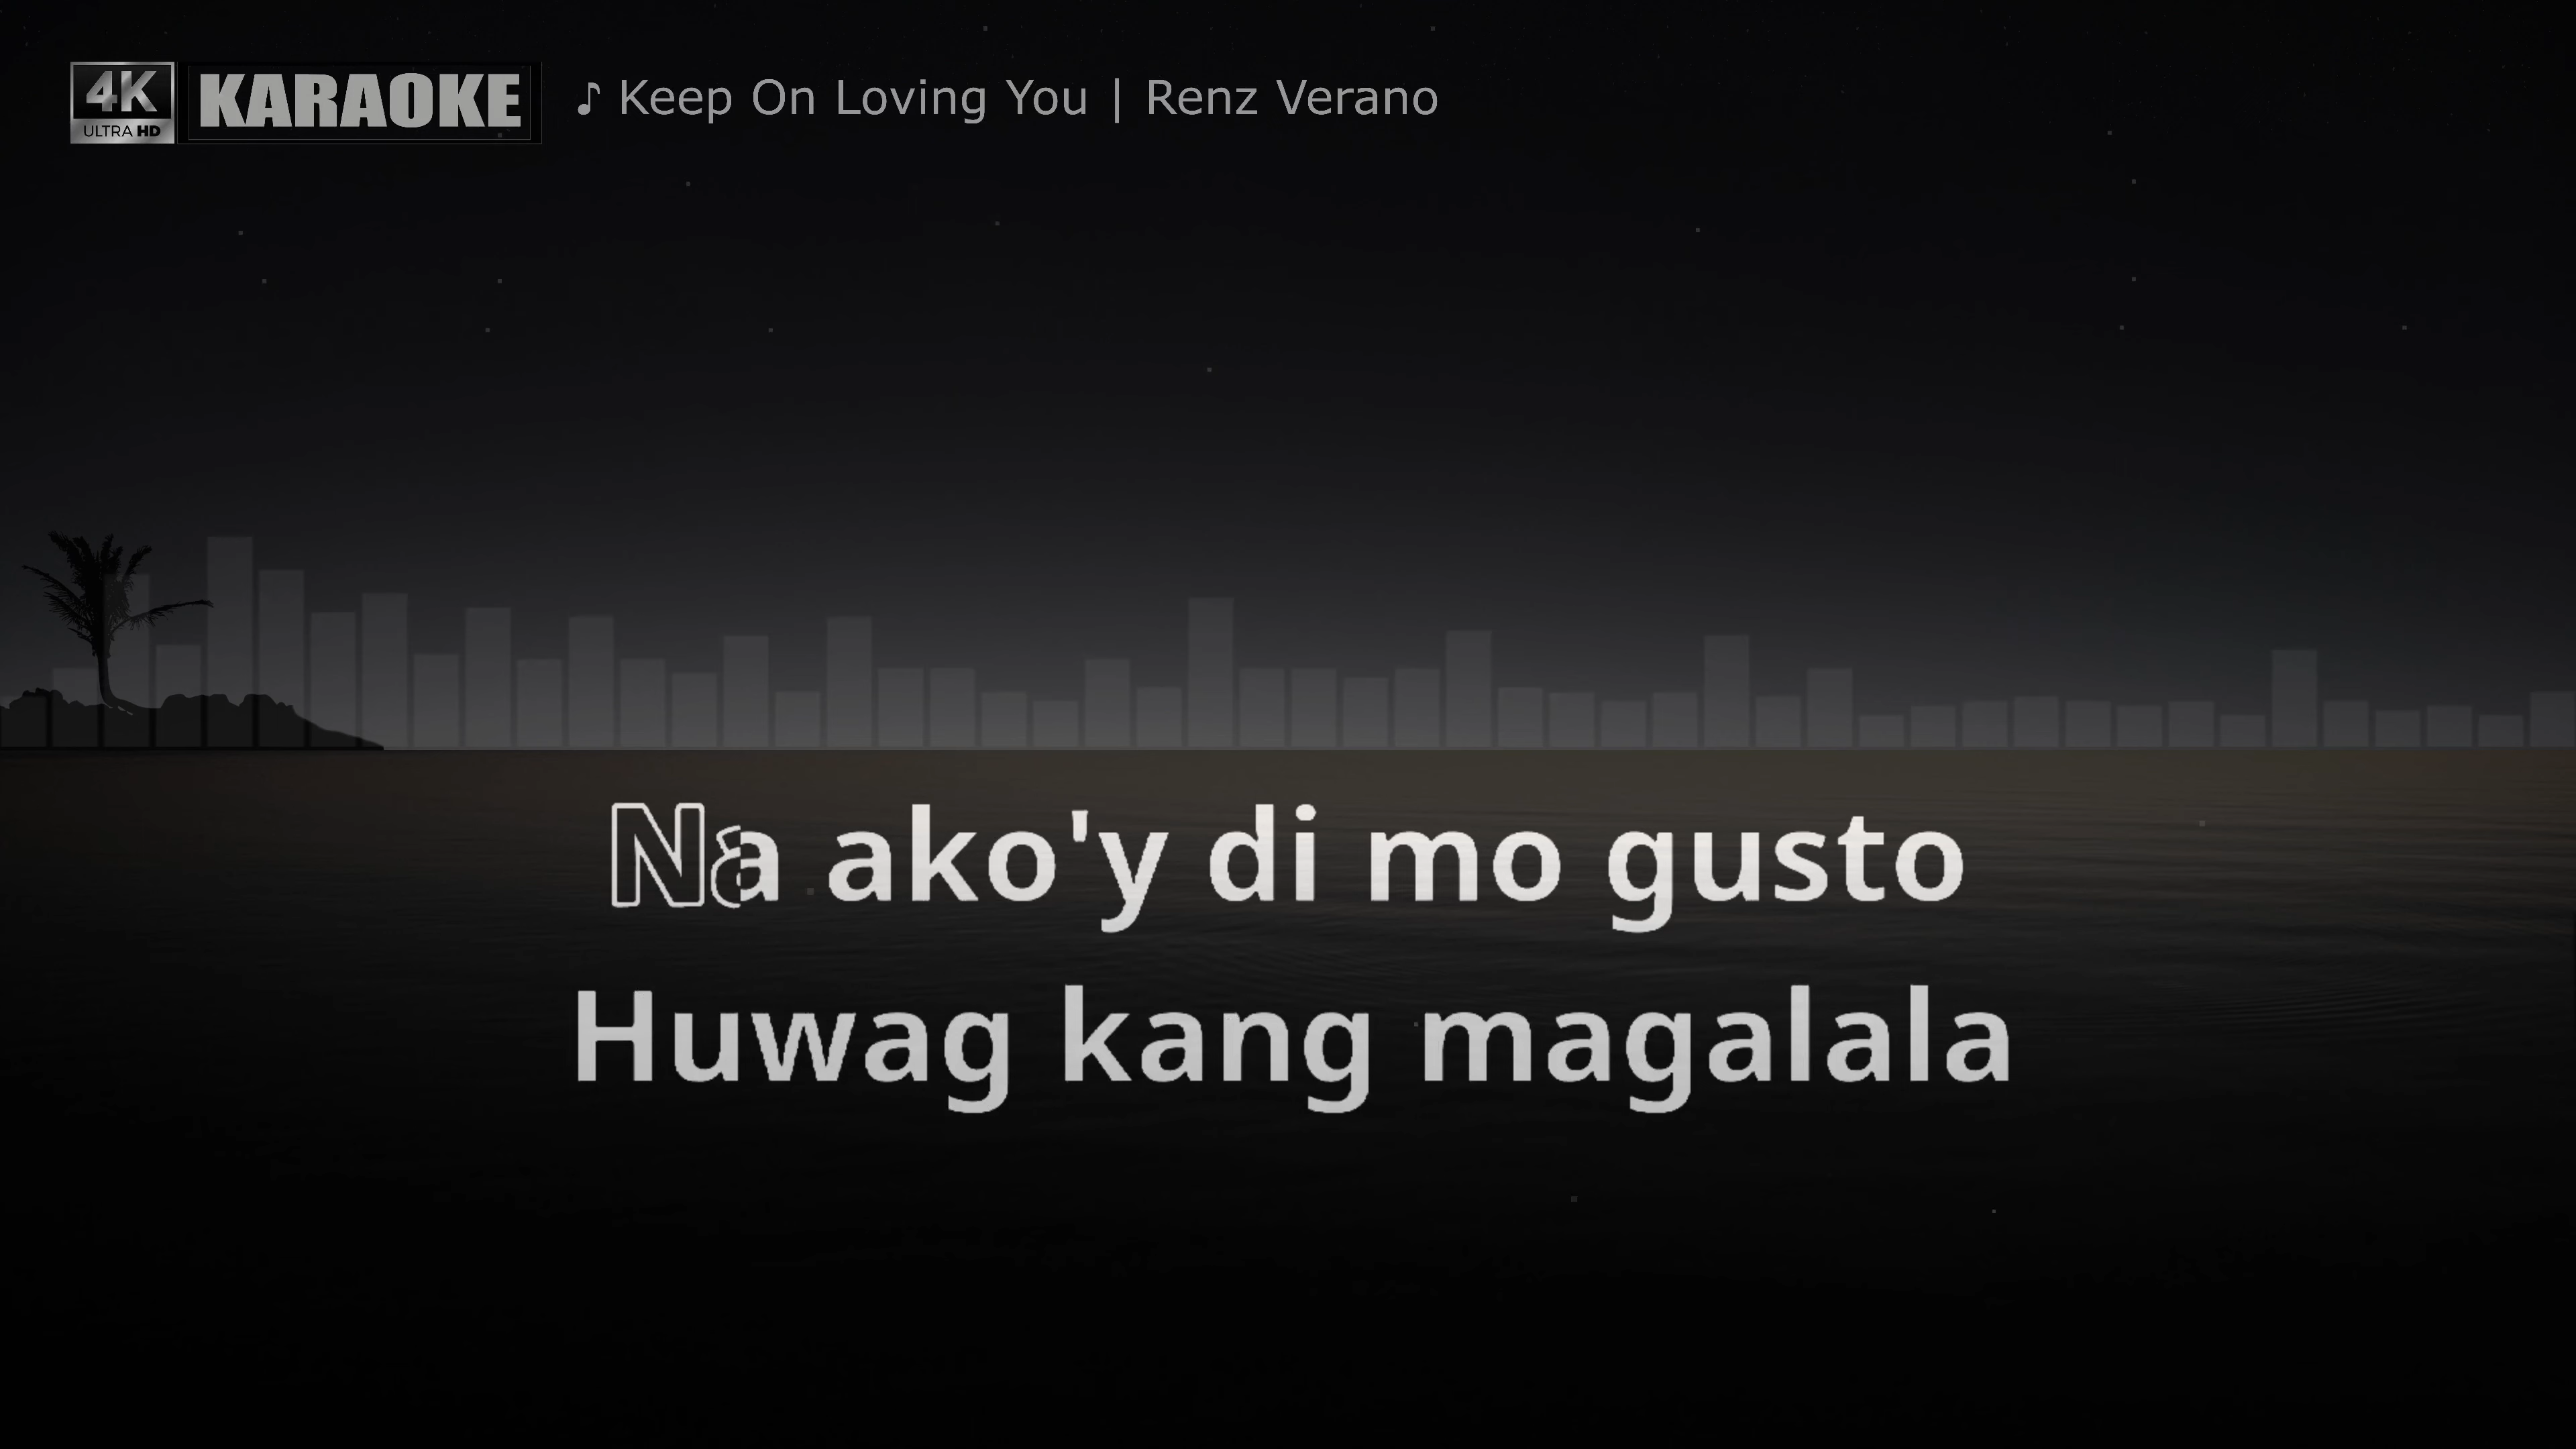 4K
ULTRA HD
KARAOKE
♪ Keep On Loving You | Renz Verano
Na ako'y di mo gusto
Huwag kang magalala